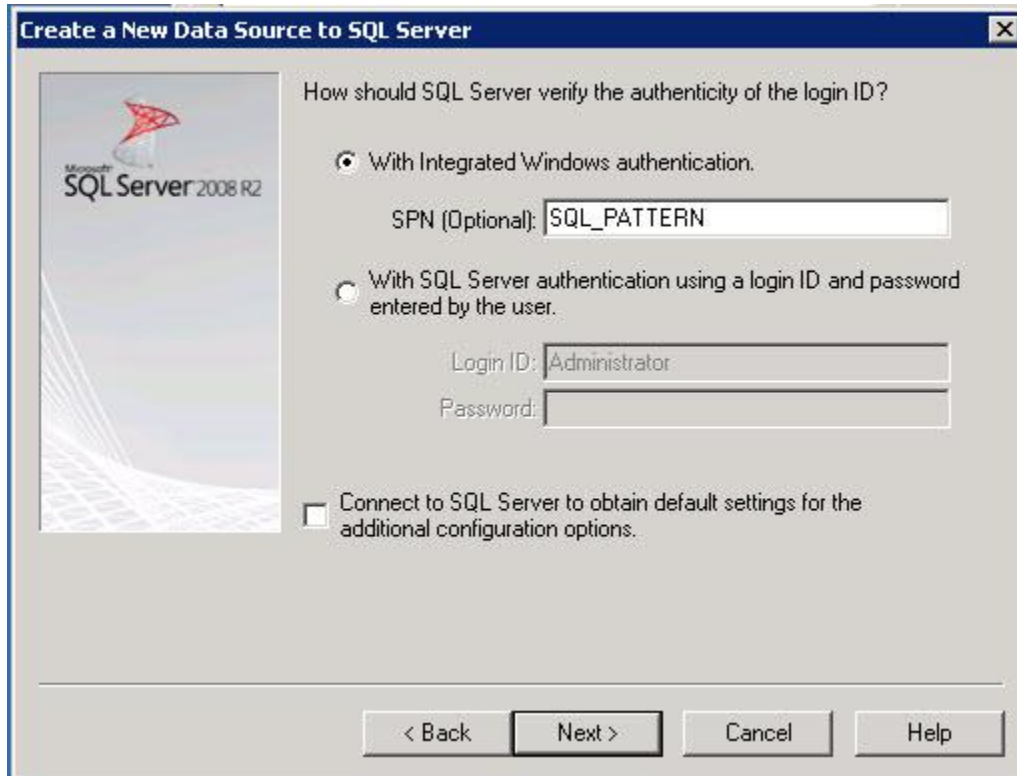 Create a New Data Source to SQL Server
Microsoft
SQL Server 2008 R2
How should SQL Server verify the authenticity of the login ID?
With Integrated Windows authentication.
SPN (Optional): SQL_PATTERN
With SQL Server authentication using a login ID and password
entered by the user.
Login ID: Administrator
Password:
Connect to SQL Server to obtain default settings for the
additional configuration options.
< Back Next > Cancel Help